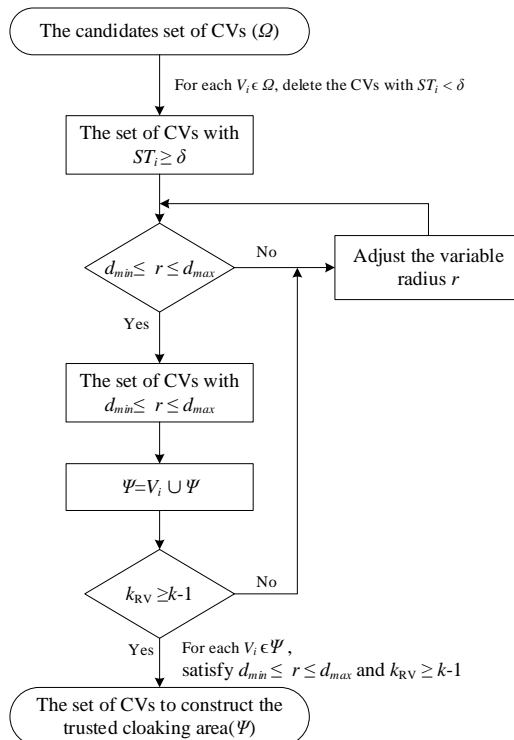 The candidates set of CVs (Ω)
For each Vi ϵ Ω, delete the CVs with STi < δ
The set of CVs with
STi ≥ δ
dmin ≤ r ≤ dmax
No
Adjust the variable
radius r
Yes
The set of CVs with
dmin ≤ r ≤ dmax
Ψ=Vi ∪ Ψ
kRV ≥k-1
No
Yes
For each Vi ϵ Ψ ,
satisfy dmin ≤ r ≤ dmax and kRV ≥ k-1
The set of CVs to construct the
trusted cloaking area(Ψ)